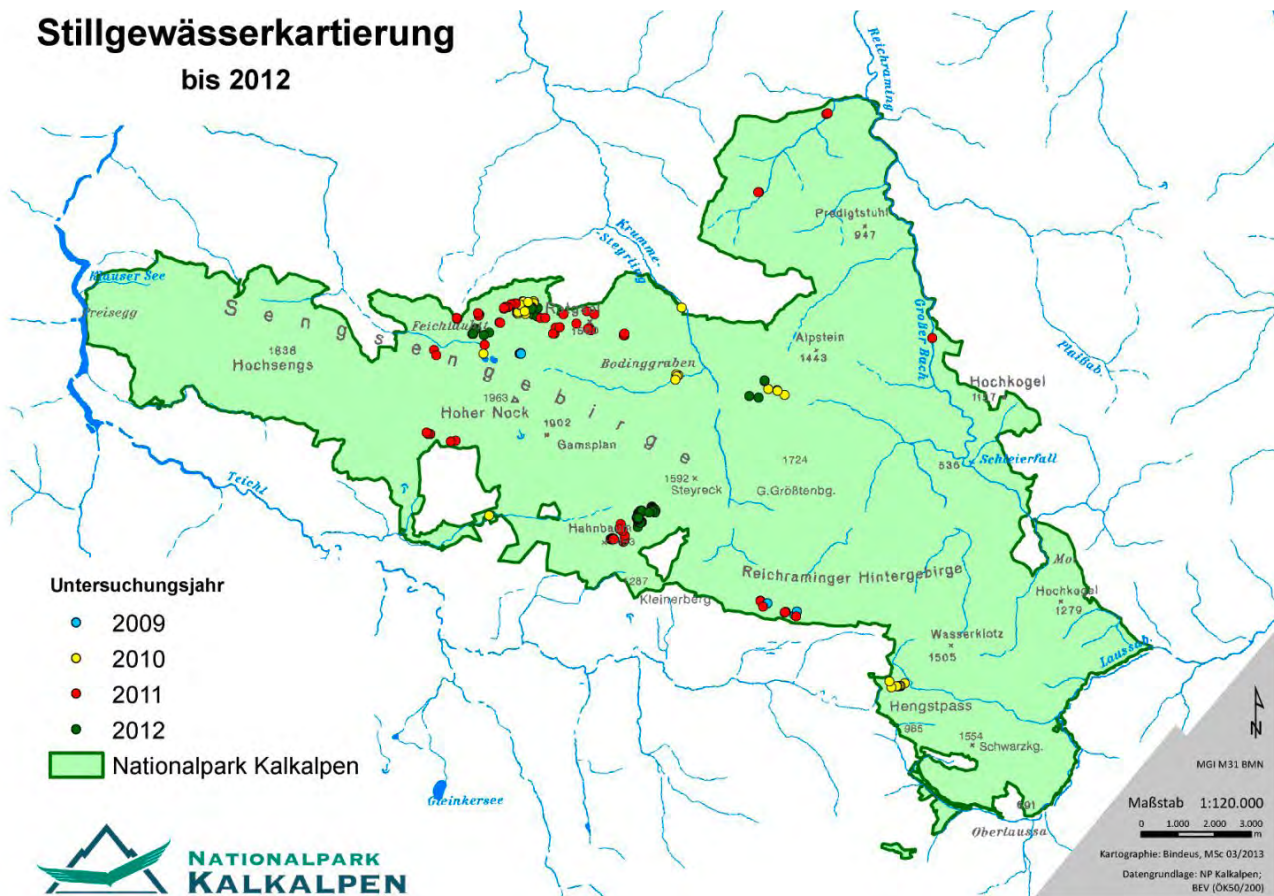 Stillgewässerkartierung
bis 2012
Reichraming
Predigtstuhl
947
Krumme-
Steyrling
Klauser See
Preisegg
Sengsengebirge
Feichtaubit
1838
Hochsengs
Bodinggraben
Alpstein
1443
Großer Bach
Plaißab.
Hochkogel
1157
1963
Hoher Nock
1902
Gamsplan
Schleierfall
536
1724
G.Größtenbg.
1592
Steyreck
Teichl
Hahnbaum
Reichraminger Hintergebirge
1287
Kleinerberg
Hochkogel
1279
Wasserklotz
1505
Laussab.
Hengstpass
985
1554
Schwarzkg.
691
Oberlaussa
Gleinkersee
Untersuchungsjahr
2009
2010
2011
2012
Nationalpark Kalkalpen
NATIONALPARK
KALKALPEN
N
MGI M31 BMN
Maßstab 1:120.000
0 1.000 2.000 3.000
m
Kartographie: Bindeus, MSc 03/2013
Datengrundlage: NP Kalkalpen;
BEV (ÖK50/200)